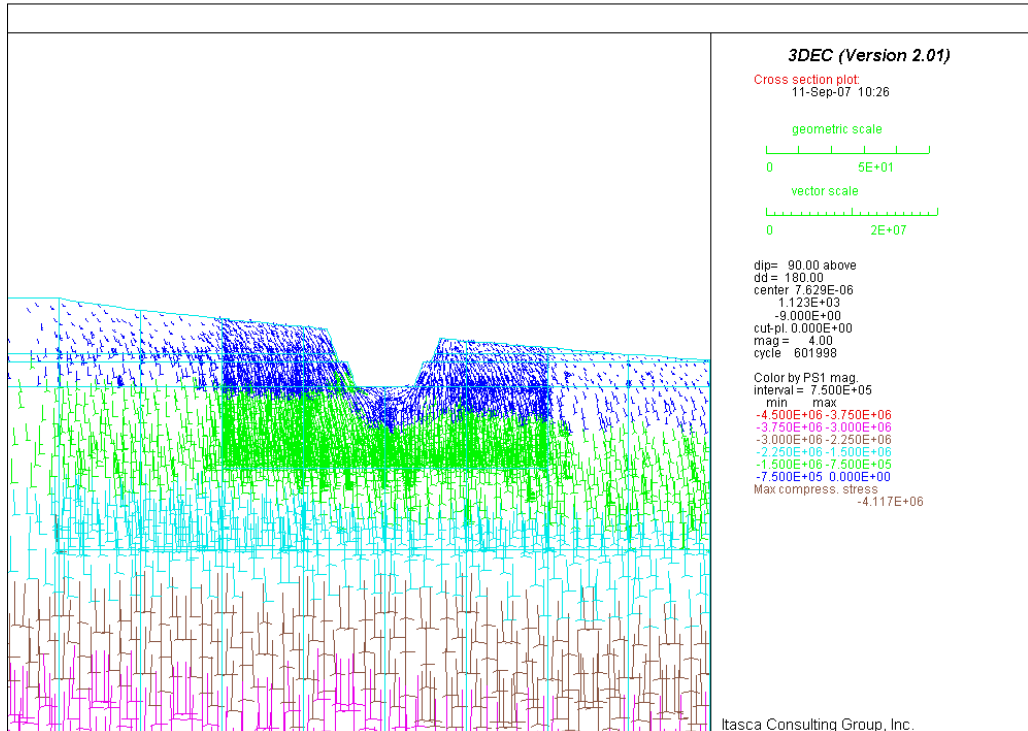 3DEC (Version 2.01)
Cross section plot:
11-Sep-07 10:26
geometric scale
0 5E+01
vector scale
0 2E+07
dip= 90.00 above
dd = 180.00
center 7.629E-06
1.123E+03
-9.000E+00
cut-pl. 0.000E+00
mag = 4.00
cycle 601998
Color by PS1 mag.
interval = 7.500E+05
min max
-4.500E+06 -3.750E+06
-3.750E+06 -3.000E+06
-3.000E+06 -2.250E+06
-2.250E+06 -1.500E+06
-1.500E+06 -7.500E+05
-7.500E+05 0.000E+00
Max compress. stress
-4.117E+06
Itasca Consulting Group, Inc.